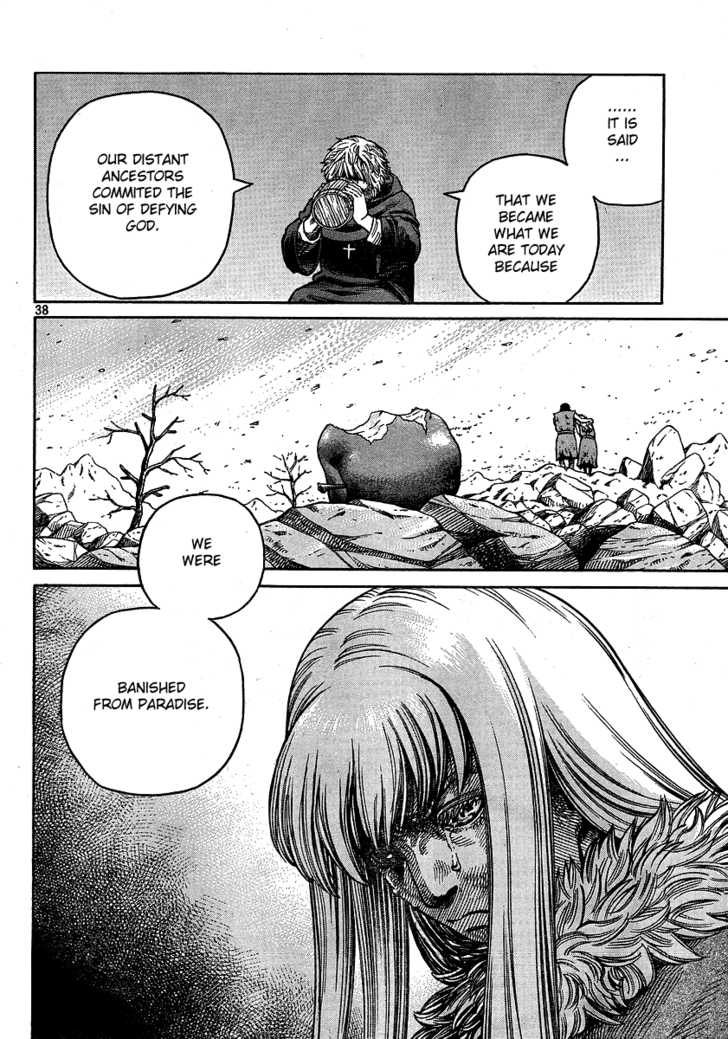 ......
IT IS
SAID
...
THAT WE
BECAME
WHAT WE
ARE TODAY
BECAUSE
OUR DISTANT
ANCESTORS
COMMITED THE
SIN OF DEFYING
GOD.
38
WE
WERE
BANISHED
FROM PARADISE.